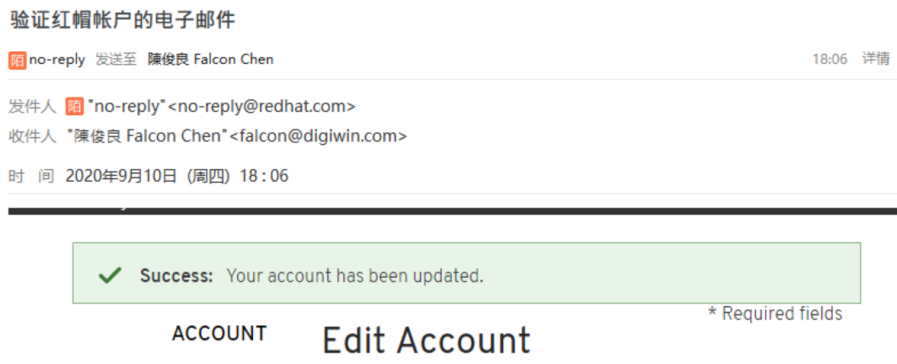 验证红帽帐户的电子邮件
陌 no-reply 发送至 陳俊良 Falcon Chen 18:06 详情
发件人 陌 "no-reply"<no-reply@redhat.com>
收件人 "陳俊良 Falcon Chen"<falcon@digiwin.com>
时 间 2020年9月10日 (周四) 18 : 06
Success: Your account has been updated.
* Required fields
ACCOUNT Edit Account